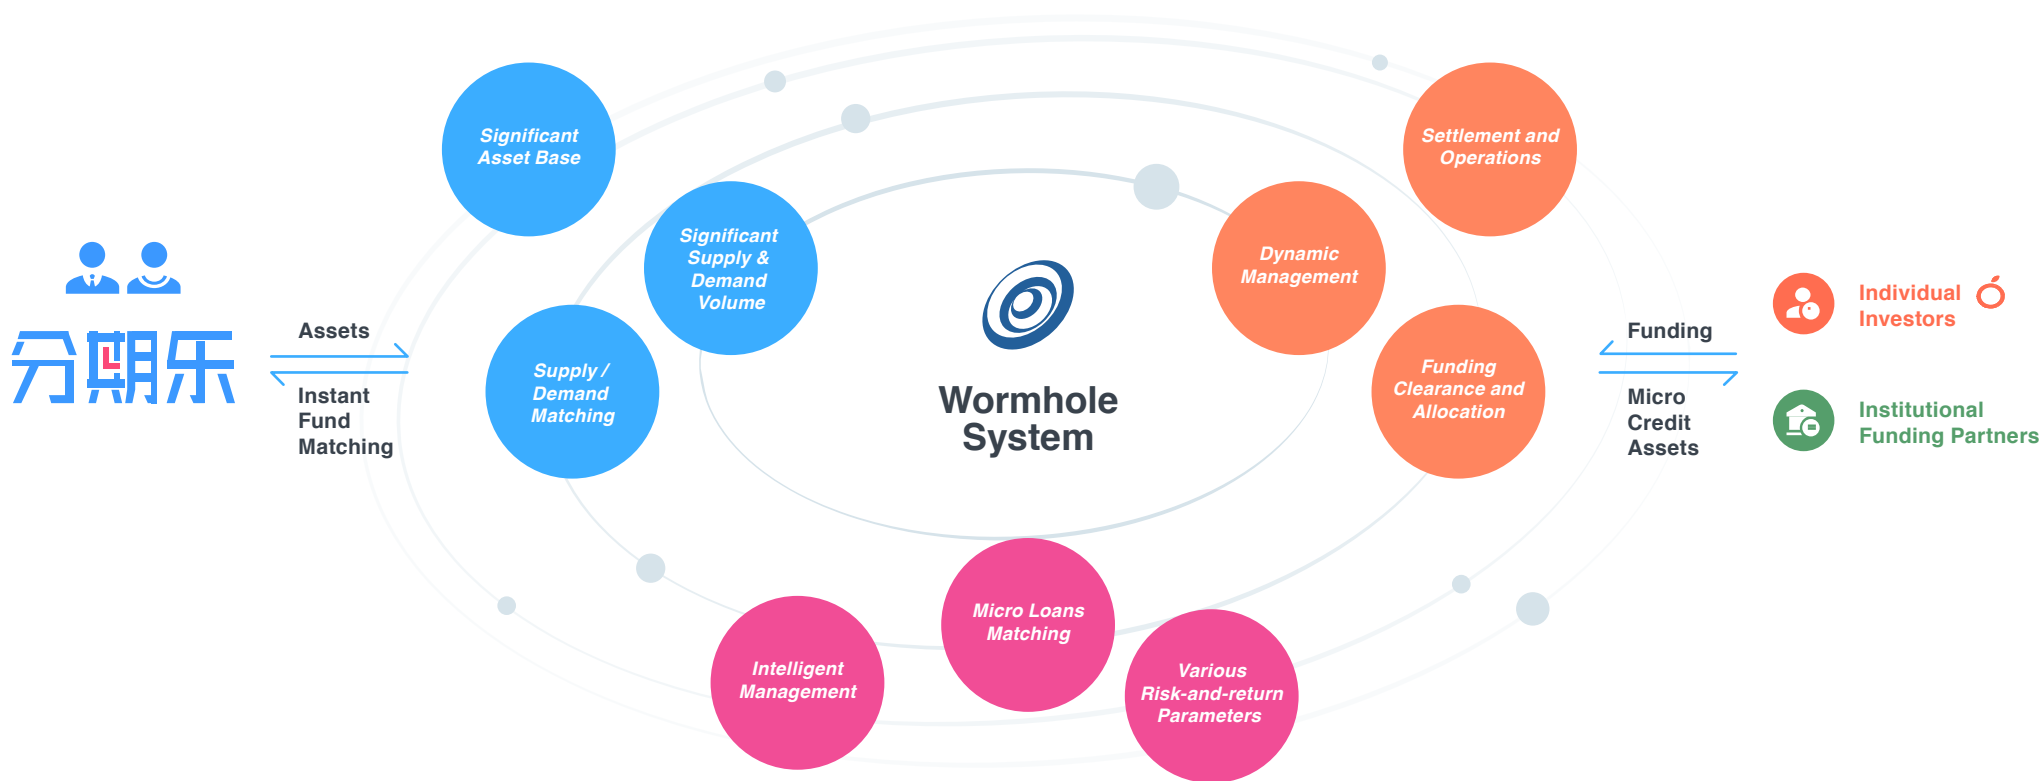 分期乐
Assets
Instant
Fund
Matching
Significant
Asset Base
Significant
Supply &
Demand
Volume
Supply /
Demand
Matching
Wormhole
System
Intelligent
Management
Micro Loans
Matching
Various
Risk-and-return
Parameters
Dynamic
Management
Settlement and
Operations
Funding
Clearance and
Allocation
Funding
Micro
Credit
Assets
Individual
Investors
Institutional
Funding Partners